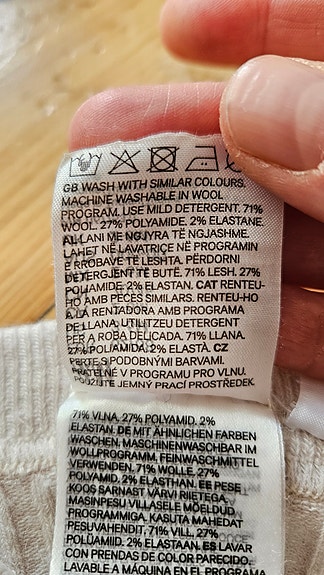 GB WASH WITH SIMILAR COLOURS.
MACHINE WASHABLE IN WOOL
PROGRAM. USE MILD DETERGENT. 71%
WOOL. 27% POLYAMIDE. 2% ELASTANE.
AL LANI ME NGJYRA TË NGJASHME.
LAHET NË LAVATRIÇE NË PROGRAMIN
E RROBAVE TË LESHTA. PËRDORNI
DETERGJENT TË BUTË. 71% LESH. 27%
POLIAMIDE. 2% ELASTAN. CAT RENTEU-
HO AMB PECES SIMILARS. RENTEU-HO
A LA RENTADORA AMB PROGRAMA
DE LLANA. UTILITZEU DETERGENT
PER A ROBA DELICADA. 71% LLANA.
27% POLIAMIDA. 2% ELASTÀ. CZ
PERTE S PODOBNÝMI BARVAMI.
PRATELNÉ V PROGRAMU PRO VLNU.
POUŽIJTE JEMNÝ PRACÍ PROSTŘEDEK.
71% VLNA. 27% POLYAMID. 2%
ELASTAN. DE MIT ÄHNLICHEN FARBEN
WASCHEN. MASCHINENWASCHBAR IM
WOLLPROGRAMM. FEINWASCHMITTEL
VERWENDEN. 71% WOLLE. 27%
POLYAMID. 2% ELASTHAN. EE PESE
KOOS SARNAST VÄRVI RIIETEGA.
MASINPESU VILLASELE MÕELDUD
PROGRAMMIGA. KASUTA MAHEDAT
PESUVAHENDIT. 71% VILL. 27%
POLÜAMIID. 2% ELASTAAN. ES LAVAR
CON PRENDAS DE COLOR PARECIDO.
LAVABLE A MÁQUINA EN EL PROGRAMA